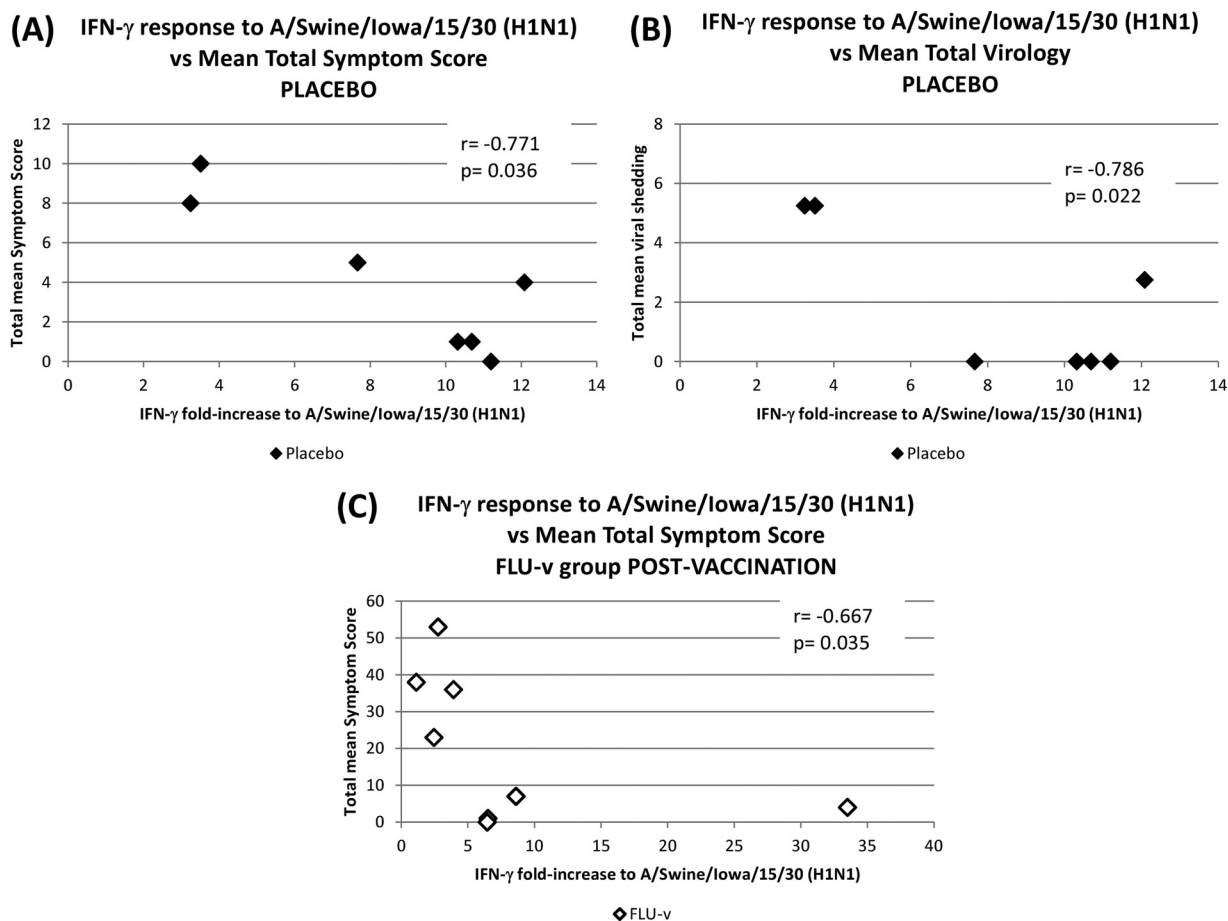 (A)
IFN-γ response to A/Swine/Iowa/15/30 (H1N1)
vs Mean Total Symptom Score
PLACEBO
r= -0.771
p= 0.036
Total mean Symptom Score
12
10
8
6
4
2
0
0 2 4 6 8 10 12 14
IFN-γ fold-increase to A/Swine/Iowa/15/30 (H1N1)
Placebo
(B)
IFN-γ response to A/Swine/Iowa/15/30 (H1N1)
vs Mean Total Virology
PLACEBO
r= -0.786
p= 0.022
Total mean viral shedding
8
6
4
2
0
0 2 4 6 8 10 12 14
IFN-γ fold-increase to A/Swine/Iowa/15/30 (H1N1)
Placebo
(C)
IFN-γ response to A/Swine/Iowa/15/30 (H1N1)
vs Mean Total Symptom Score
FLU-v group POST-VACCINATION
r= -0.667
p= 0.035
Total mean Symptom Score
60
50
40
30
20
10
0
0 5 10 15 20 25 30 35 40
IFN-γ fold-increase to A/Swine/Iowa/15/30 (H1N1)
FLU-v